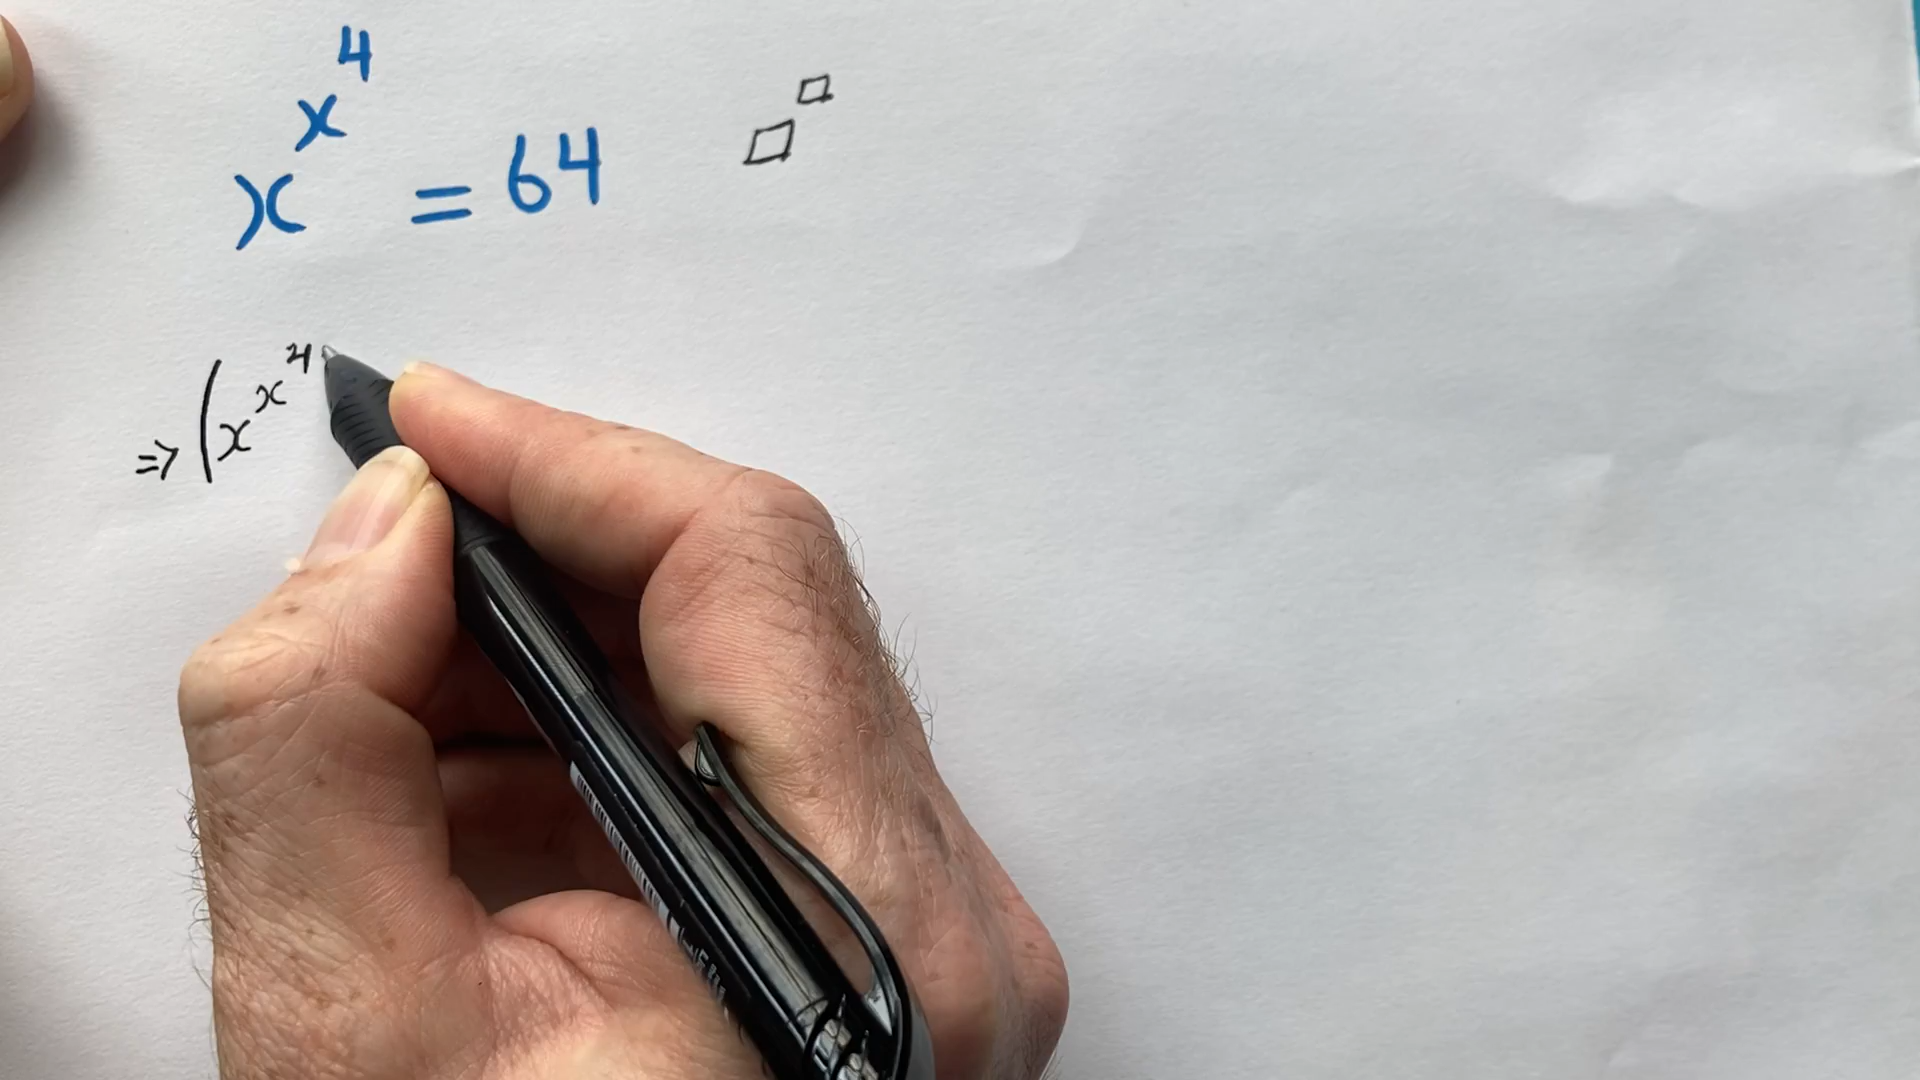 x^x^4 = 64 □^□
=> (x^x^4